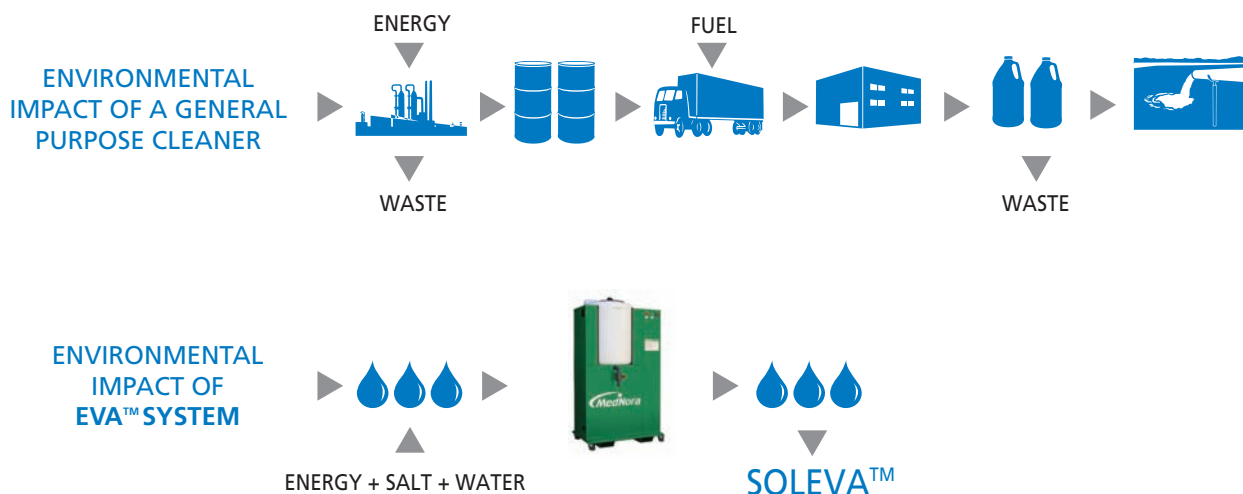 ENERGY
FUEL
ENVIRONMENTAL
IMPACT OF A GENERAL
PURPOSE CLEANER
WASTE
WASTE
ENVIRONMENTAL
IMPACT OF
EVA™ SYSTEM
MedNora
ENERGY + SALT + WATER
SOLEVA™